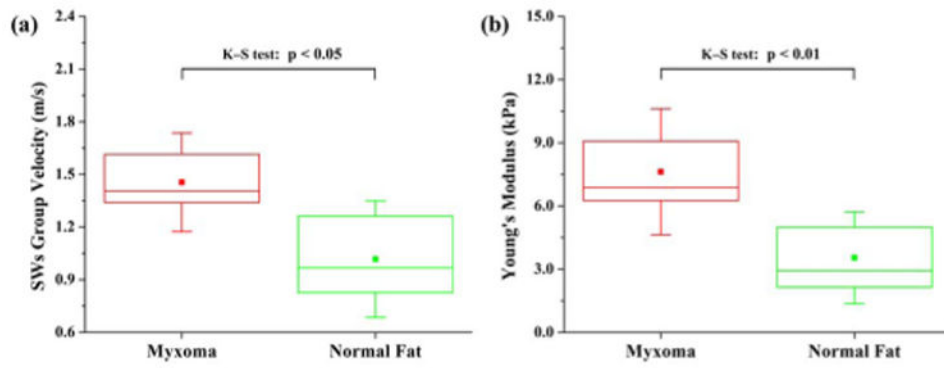 (a)
SWs Group Velocity (m/s)
2.4
2.1
1.8
1.5
1.2
0.9
0.6
K–S test: p < 0.05
Myxoma
Normal Fat
(b)
Young's Modulus (kPa)
15.0
12.0
9.0
6.0
3.0
0.0
K–S test: p < 0.01
Myxoma
Normal Fat